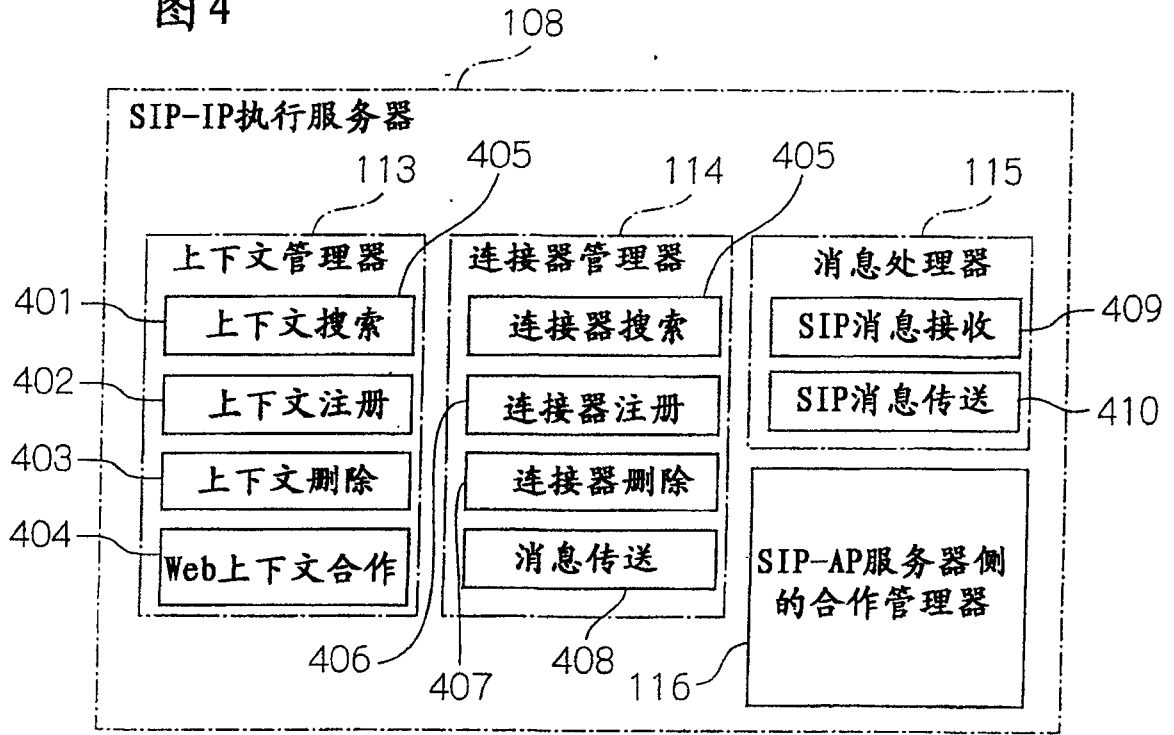 图4
108
SIP-IP执行服务器
113
405
114
405
115
上下文管理器
连接器管理器
消息处理器
401
上下文搜索
连接器搜索
SIP消息接收
409
402
上下文注册
连接器注册
SIP消息传送
410
403
上下文删除
连接器删除
404
Web上下文合作
消息传送
SIP-AP服务器侧
的合作管理器
406
407
408
116